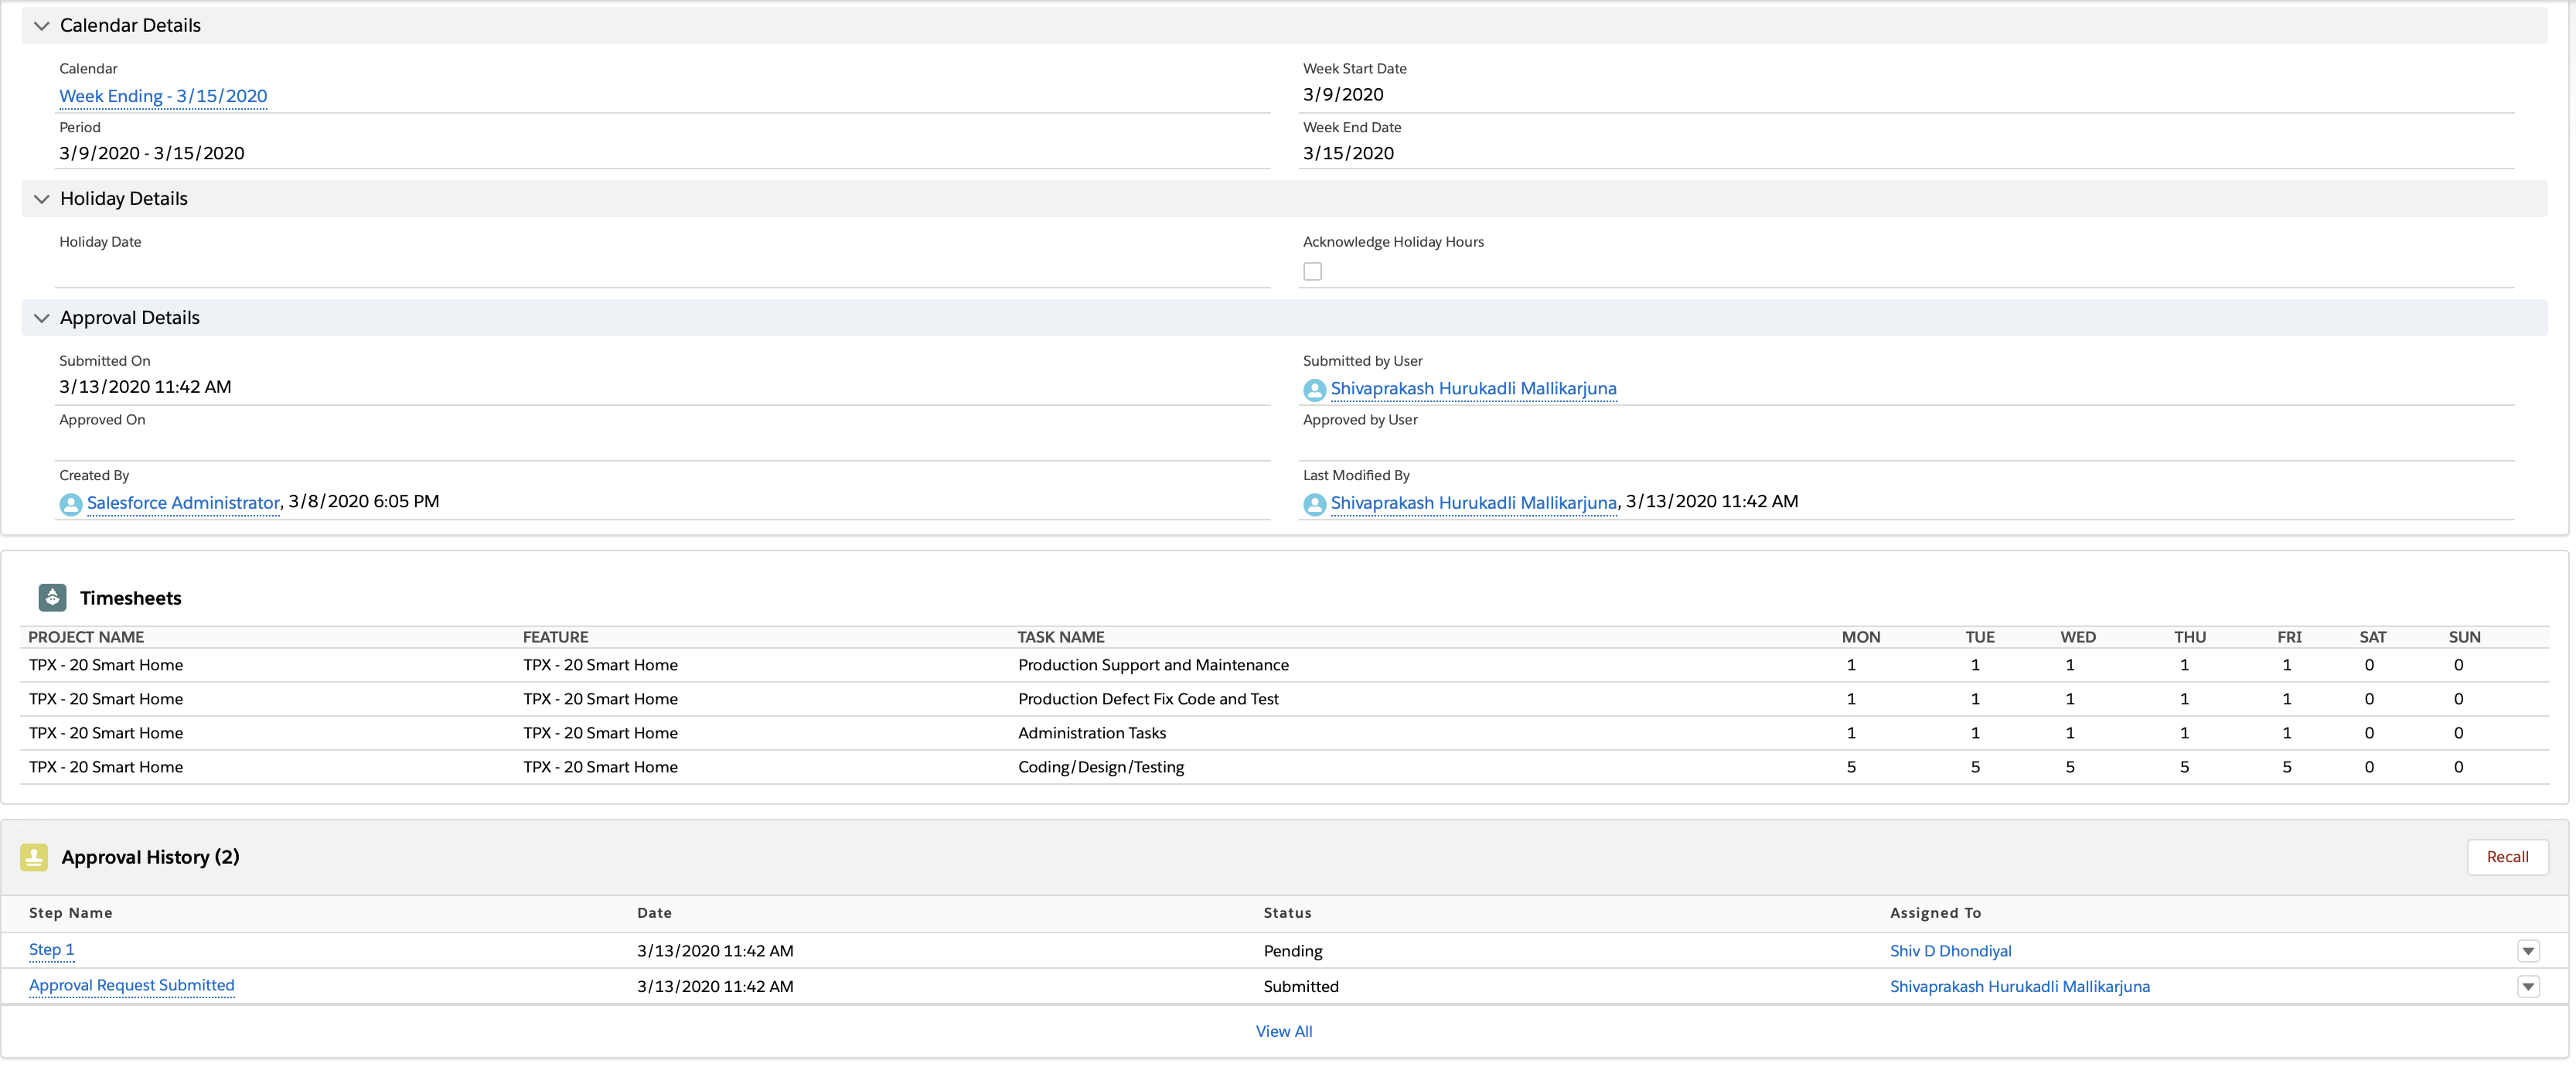 Calendar Details
Calendar
Week Start Date
Week Ending - 3/15/2020
3/9/2020
Period
Week End Date
3/9/2020 - 3/15/2020
3/15/2020
Holiday Details
Holiday Date
Acknowledge Holiday Hours
Approval Details
Submitted On
Submitted by User
3/13/2020 11:42 AM
Shivaprakash Hurukadli Mallikarjuna
Approved On
Approved by User
Created By
Last Modified By
Salesforce Administrator, 3/8/2020 6:05 PM
Shivaprakash Hurukadli Mallikarjuna, 3/13/2020 11:42 AM
Timesheets
PROJECT NAME FEATURE TASK NAME MON TUE WED THU FRI SAT SUN
TPX - 20 Smart Home TPX - 20 Smart Home Production Support and Maintenance 1 1 1 1 1 0 0
TPX - 20 Smart Home TPX - 20 Smart Home Production Defect Fix Code and Test 1 1 1 1 1 0 0
TPX - 20 Smart Home TPX - 20 Smart Home Administration Tasks 1 1 1 1 1 0 0
TPX - 20 Smart Home TPX - 20 Smart Home Coding/Design/Testing 5 5 5 5 5 0 0
Approval History (2)
Recall
Step Name Date Status Assigned To
Step 1 3/13/2020 11:42 AM Pending Shiv D Dhondiyal
Approval Request Submitted 3/13/2020 11:42 AM Submitted Shivaprakash Hurukadli Mallikarjuna
View All